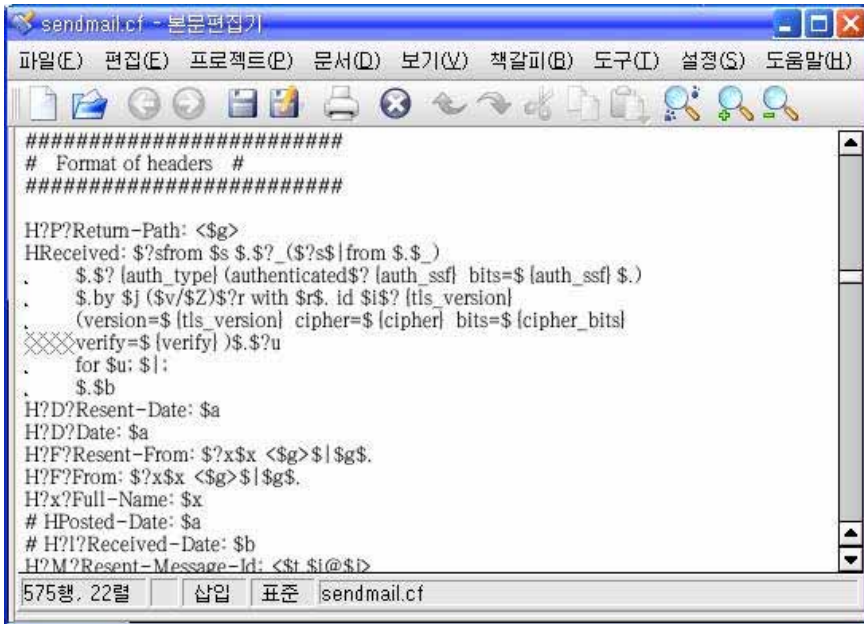 sendmail.cf - 본문편집기
파일(F) 편집(E) 프로젝트(P) 문서(D) 보기(V) 책갈피(B) 도구(T) 설정(S) 도움말(H)
##########################
# Format of headers #
##########################
H?P?Return-Path: <$g>
HReceived: $?sfrom $s $.$?_($?s$|from $.$_)
$.$? {auth_type} (authenticated$? {auth_ssf} bits=$ {auth_ssf} $.)
$.by $j ($v/$Z)$?r with $r$. id $i$? {tls_version}
(version=$ {tls_version} cipher=$ {cipher} bits=$ {cipher_bits}
verify=$ {verify} )$.$?u
for $u; $|;
$.$b
H?D?Resent-Date: $a
H?D?Date: $a
H?F?Resent-From: $?x$x <$g>$|$g$.
H?F?From: $?x$x <$g>$|$g$.
H?x?Full-Name: $x
# HPosted-Date: $a
# H?l?Received-Date: $b
H?M?Resent-Message-Id: <$t.$i@$j>
575행, 22렬 삽입 표준 sendmail.cf